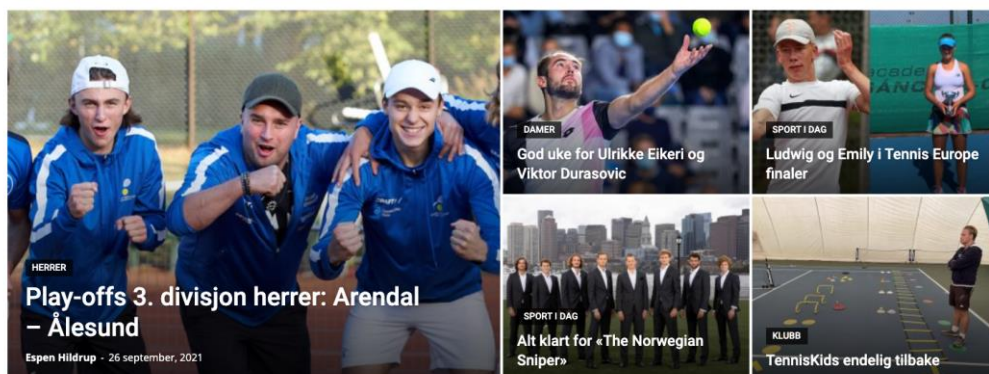 HERRER
Play-offs 3. divisjon herrer: Arendal
– Ålesund
Espen Hildrup - 26 september, 2021
DAMER
God uke for Ulrikke Eikeri og
Viktor Durasovic
SPORT I DAG
Ludwig og Emily i Tennis Europe
finaler
SPORT I DAG
Alt klart for «The Norwegian
Sniper»
KLUBB
TennisKids endelig tilbake